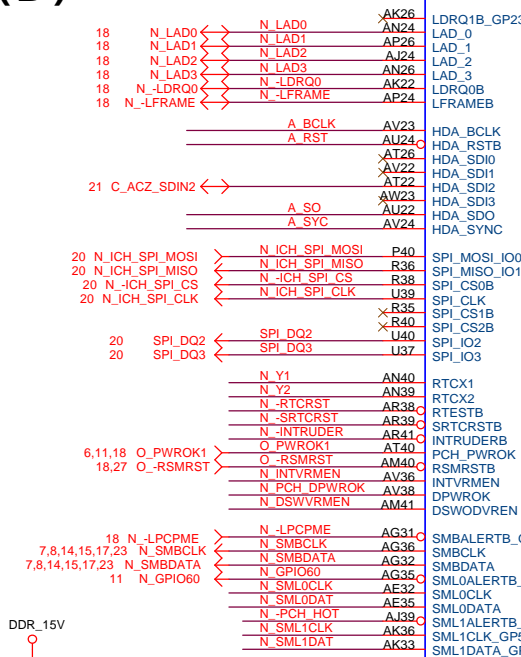 AK26 LDRQ1B_GP23
18 N_LAD0 N_LAD0 AN24 LAD_0
18 N_LAD1 N_LAD1 AP26 LAD_1
18 N_LAD2 N_LAD2 AJ24 LAD_2
18 N_LAD3 N_LAD3 AN26 LAD_3
18 N_-LDRQ0 N_-LDRQ0 AK22 LDRQ0B
18 N_-LFRAME N_-LFRAME AP24 LFRAMEB
A_BCLK AV23 HDA_BCLK
A_RST AU24 HDA_RSTB
AT26 HDA_SDI0
AV22 HDA_SDI1
21 C_ACZ_SDIN2 AT22 HDA_SDI2
AW23 HDA_SDI3
A_SO AU22 HDA_SDO
A_SYC AV24 HDA_SYNC
20 N_ICH_SPI_MOSI N_ICH_SPI_MOSI P40 SPI_MOSI_IO0
20 N_ICH_SPI_MISO N_ICH_SPI_MISO R36 SPI_MISO_IO1
20 N_-ICH_SPI_CS N_-ICH_SPI_CS R38 SPI_CS0B
20 N_ICH_SPI_CLK N_ICH_SPI_CLK U39 SPI_CLK
R35 SPI_CS1B
R40 SPI_CS2B
20 SPI_DQ2 SPI_DQ2 U40 SPI_IO2
20 SPI_DQ3 SPI_DQ3 U37 SPI_IO3
N_Y1 AN40 RTCX1
N_Y2 AN39 RTCX2
N_-RTCRST AR38 RTESTB
N_-SRTCRST AR39 SRTCRSTB
N_-INTRUDER AR41 INTRUDERB
6,11,18 O_PWROK1 O_PWROK1 AT40 PCH_PWROK
18,27 O_-RSMRST O_-RSMRST AM40 RSMRSTB
N_INTVRMEN AV36 INTVRMEN
N_PCH_DPWROK AV38 DPWROK
N_DSWVRMEN AM41 DSWODVREN
18 N_-LPCPME N_-LPCPME AG31 SMBALERTB_
7,8,14,15,17,23 N_SMBCLK N_SMBCLK AG36 SMBCLK
7,8,14,15,17,23 N_SMBDATA N_SMBDATA AG32 SMBDATA
11 N_GPIO60 N_GPIO60 AG35 SML0ALERTB_
N_SML0CLK AE32 SML0CLK
N_SML0DAT AE35 SML0DATA
N_-PCH_HOT AJ39 SML1ALERTB_
N_SML1CLK AK36 SML1CLK_GP5
N_SML1DAT AK33 SML1DATA_GP
DDR_15V